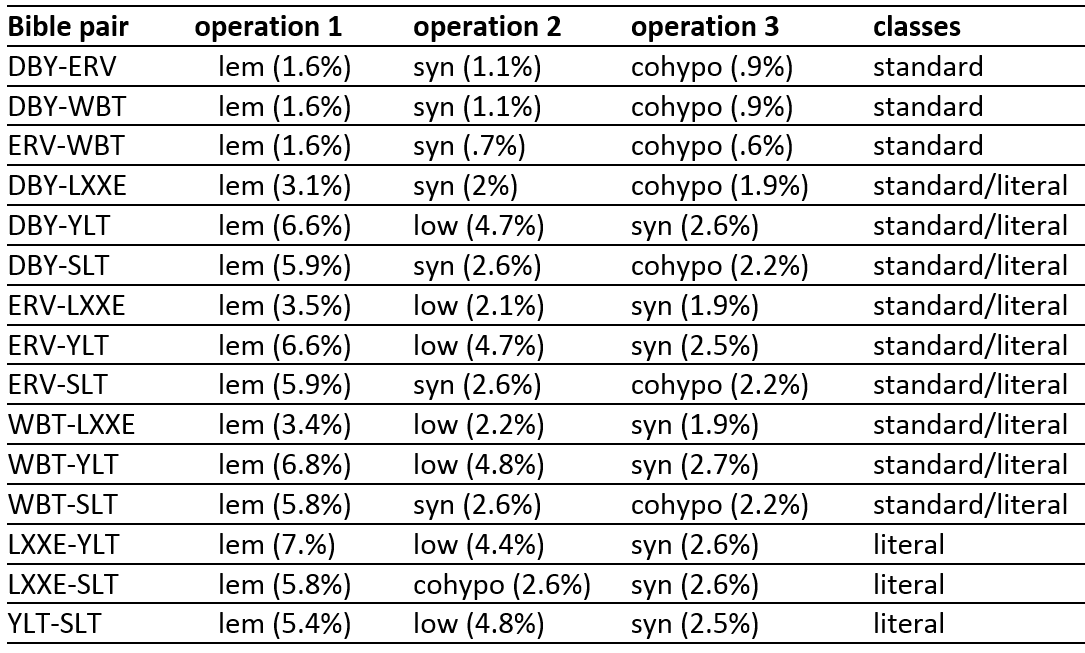 Bible pair operation 1 operation 2 operation 3 classes
DBY-ERV lem (1.6%) syn (1.1%) cohypo (.9%) standard
DBY-WBT lem (1.6%) syn (1.1%) cohypo (.9%) standard
ERV-WBT lem (1.6%) syn (.7%) cohypo (.6%) standard
DBY-LXXE lem (3.1%) syn (2%) cohypo (1.9%) standard/literal
DBY-YLT lem (6.6%) low (4.7%) syn (2.6%) standard/literal
DBY-SLT lem (5.9%) syn (2.6%) cohypo (2.2%) standard/literal
ERV-LXXE lem (3.5%) low (2.1%) syn (1.9%) standard/literal
ERV-YLT lem (6.6%) low (4.7%) syn (2.5%) standard/literal
ERV-SLT lem (5.9%) syn (2.6%) cohypo (2.2%) standard/literal
WBT-LXXE lem (3.4%) low (2.2%) syn (1.9%) standard/literal
WBT-YLT lem (6.8%) low (4.8%) syn (2.7%) standard/literal
WBT-SLT lem (5.8%) syn (2.6%) cohypo (2.2%) standard/literal
LXXE-YLT lem (7.%) low (4.4%) syn (2.6%) literal
LXXE-SLT lem (5.8%) cohypo (2.6%) syn (2.6%) literal
YLT-SLT lem (5.4%) low (4.8%) syn (2.5%) literal